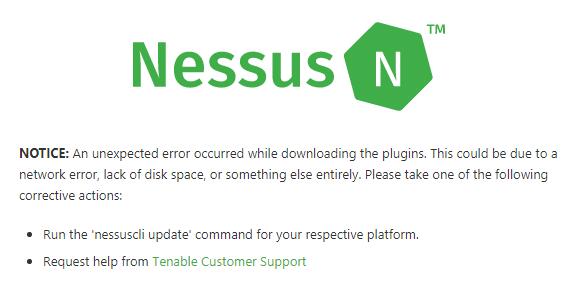 Nessus N™
NOTICE: An unexpected error occurred while downloading the plugins. This could be due to a
network error, lack of disk space, or something else entirely. Please take one of the following
corrective actions:
• Run the 'nessuscli update' command for your respective platform.
• Request help from Tenable Customer Support